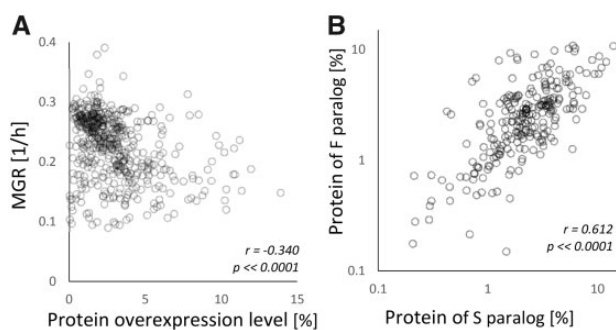 A
MGR [1/h]
0.4
0.3
0.2
0.1
0
0
5
10
15
r = -0.340
p << 0.0001
Protein overexpression level [%]
B
Protein of F paralog [%]
10
1
0.1
0.1
1
10
r = 0.612
p << 0.0001
Protein of S paralog [%]